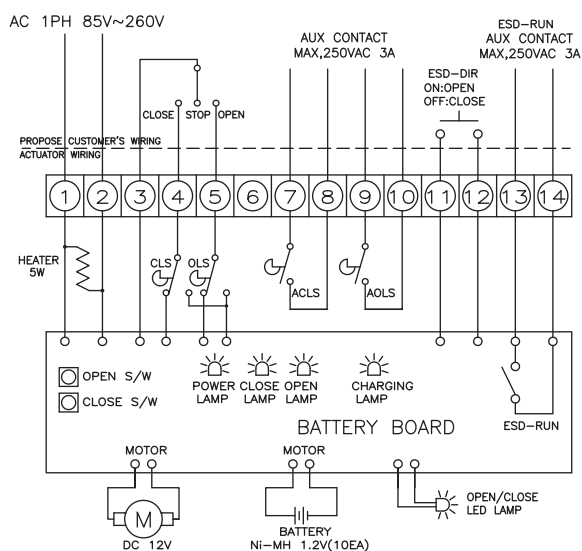 AC 1PH 85V~260V
AUX CONTACT
MAX,250VAC 3A
ESD-RUN
AUX CONTACT
MAX,250VAC 3A
ESD-DIR
ON:OPEN
OFF:CLOSE
CLOSE STOP OPEN
PROPOSE CUSTOMER'S WIRING
ACTUATOR WIRING
1 2 3 4 5 6 7 8 9 10 11 12 13 14
HEATER
5W
CLS OLS
ACLS AOLS
OPEN S/W
CLOSE S/W
POWER LAMP
CLOSE LAMP
OPEN LAMP
CHARGING LAMP
BATTERY BOARD
ESD-RUN
MOTOR MOTOR
M
DC 12V
BATTERY
Ni-MH 1.2V(10EA)
OPEN/CLOSE
LED LAMP